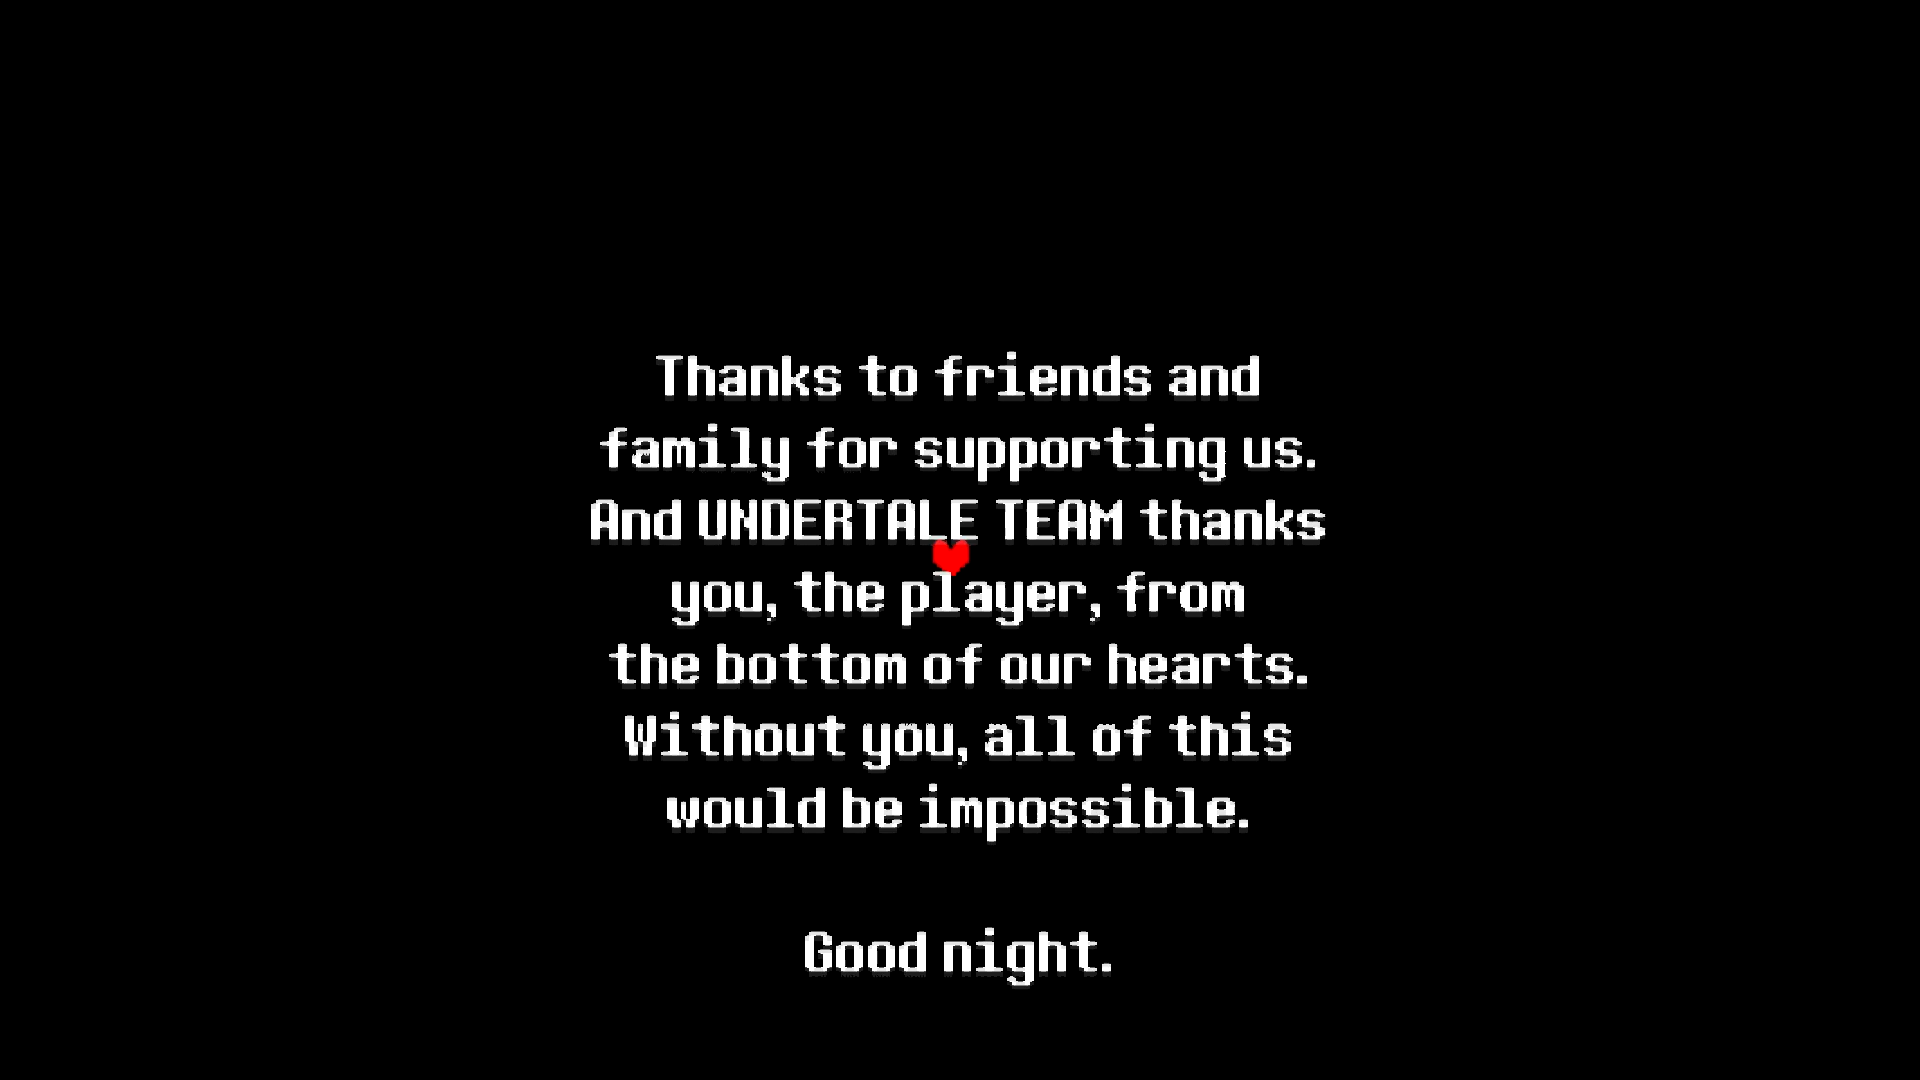 Thanks to friends and
family for supporting us.
And UNDERTALE TEAM thanks
you, the player, from
the bottom of our hearts.
Without you, all of this
would be impossible.
Good night.